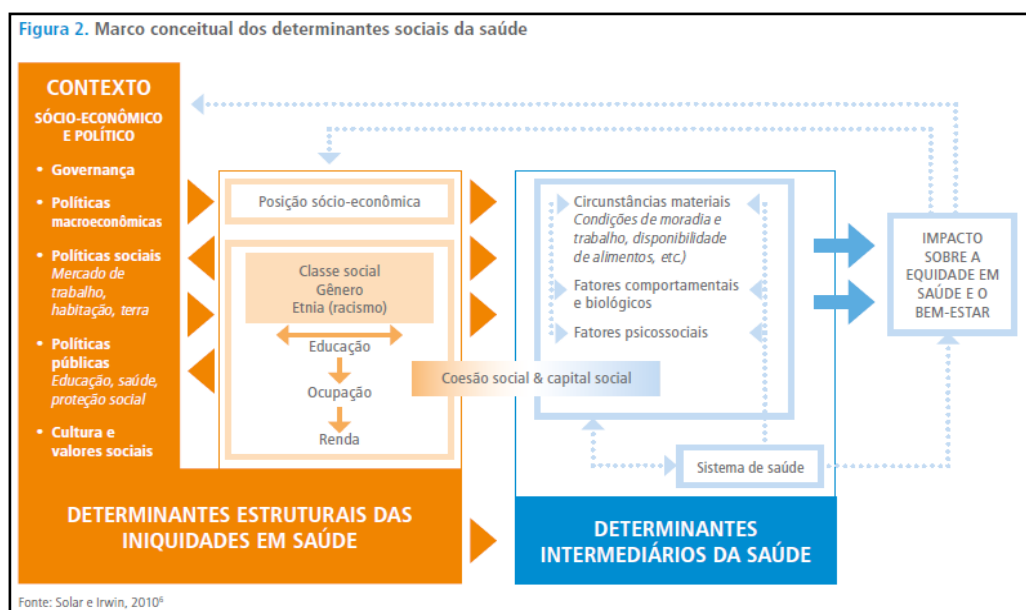 Figura 2. Marco conceitual dos determinantes sociais da saúde
CONTEXTO
SÓCIO-ECONÔMICO
E POLÍTICO
• Governança
• Políticas
macroeconômicas
• Políticas sociais
Mercado de
trabalho,
habitação, terra
• Políticas
públicas
Educação, saúde,
proteção social
• Cultura e
valores sociais
Posição sócio-econômica
Classe social
Gênero
Etnia (racismo)
Educação
Ocupação
Renda
Coesão social & capital social
Circunstâncias materiais
Condições de moradia e
trabalho, disponibilidade
de alimentos, etc.)
Fatores comportamentais
e biológicos
Fatores psicossociais
Sistema de saúde
IMPACTO
SOBRE A
EQUIDADE EM
SAÚDE E O
BEM-ESTAR
DETERMINANTES ESTRUTURAIS DAS
INIQUIDADES EM SAÚDE
DETERMINANTES
INTERMEDIÁRIOS DA SAÚDE
Fonte: Solar e Irwin, 2010⁶